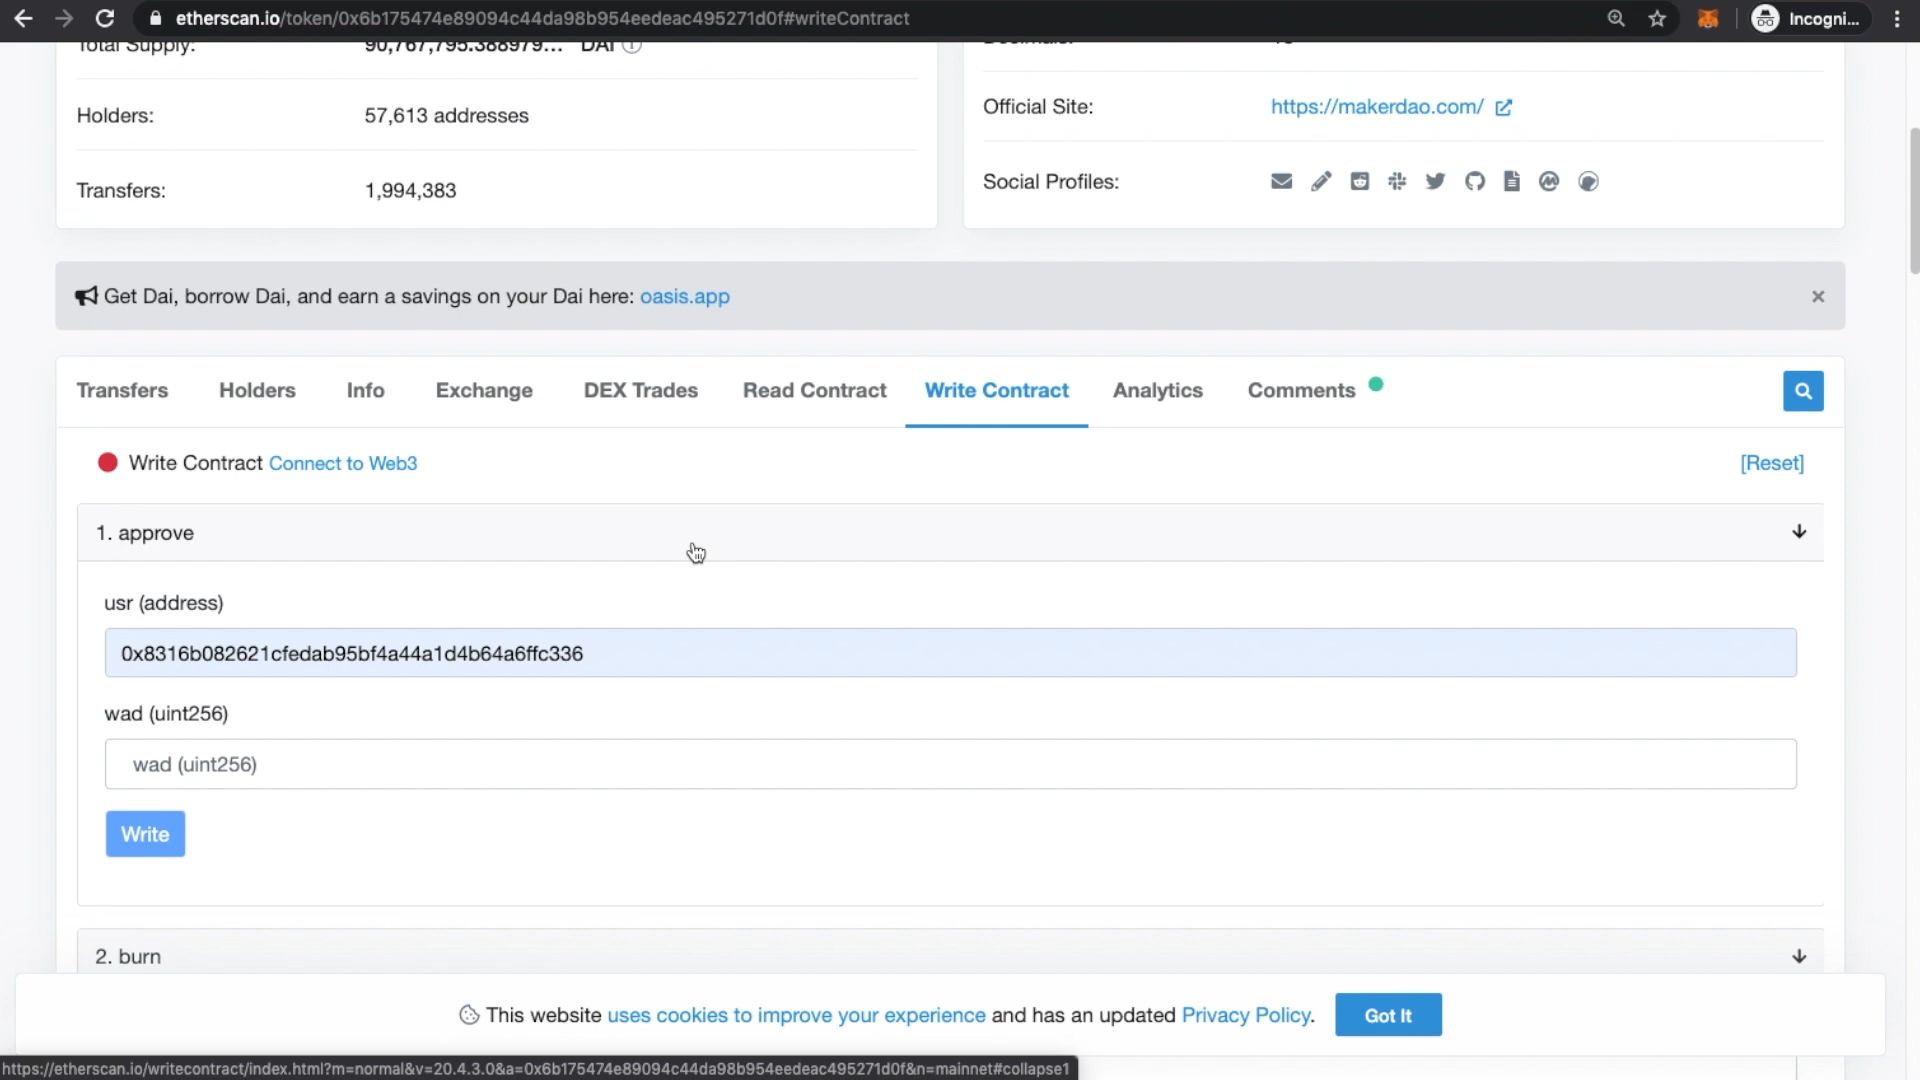 etherscan.io/token/0x6b175474e89094c44da98b954eedeac495271d0f#writeContract
Incogni...
Total Supply: 90,767,795.388979... DAI
Decimals: 18
Holders: 57,613 addresses
Official Site: https://makerdao.com/
Transfers: 1,994,383
Social Profiles:
Get Dai, borrow Dai, and earn a savings on your Dai here: oasis.app
Transfers Holders Info Exchange DEX Trades Read Contract Write Contract Analytics Comments
Write Contract Connect to Web3 [Reset]
1. approve
usr (address)
0x8316b082621cfedab95bf4a44a1d4b64a6ffc336
wad (uint256)
wad (uint256)
Write
2. burn
This website uses cookies to improve your experience and has an updated Privacy Policy. Got It
https://etherscan.io/writecontract/index.html?m=normal&v=20.4.3.0&a=0x6b175474e89094c44da98b954eedeac495271d0f&n=mainnet#collapse1